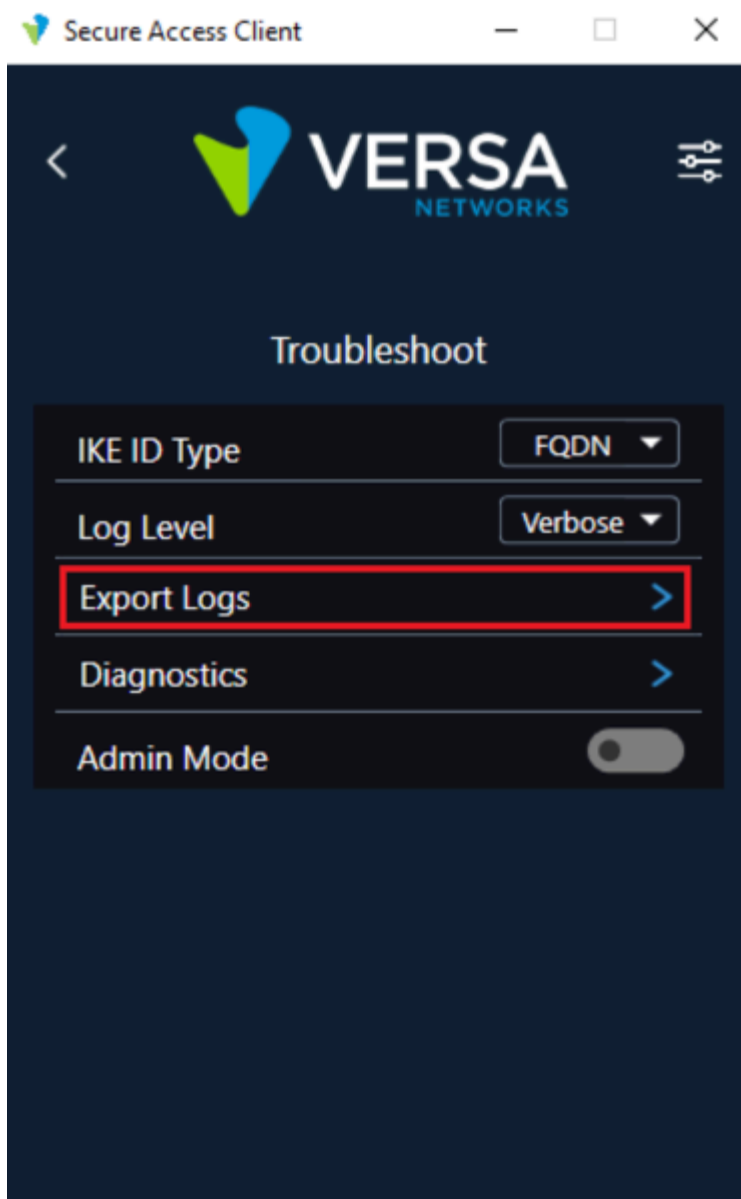 Secure Access Client
VERSA
NETWORKS
Troubleshoot
IKE ID Type FQDN
Log Level Verbose
Export Logs
Diagnostics
Admin Mode